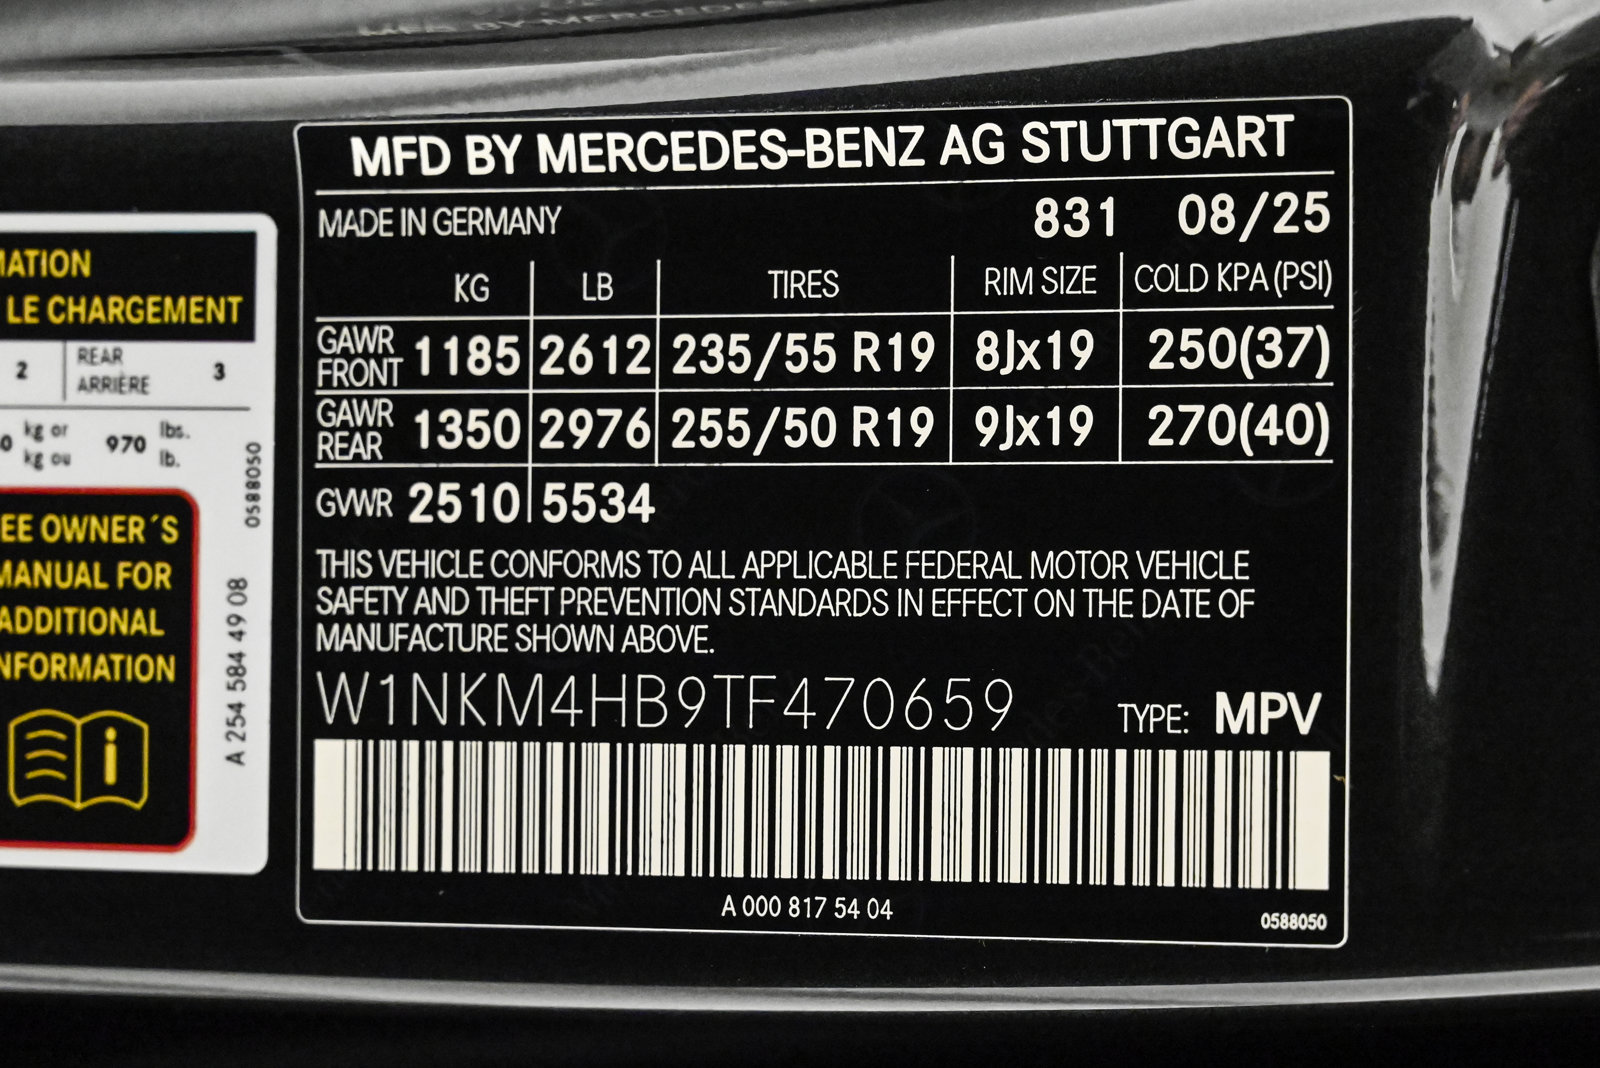 MFD BY MERCEDES-BENZ AG STUTTGART
MADE IN GERMANY 831 08/25
KG LB TIRES RIM SIZE COLD KPA (PSI)
GAWR FRONT 1185 2612 235/55 R19 8Jx19 250(37)
GAWR REAR 1350 2976 255/50 R19 9Jx19 270(40)
GVWR 2510 5534
THIS VEHICLE CONFORMS TO ALL APPLICABLE FEDERAL MOTOR VEHICLE
SAFETY AND THEFT PREVENTION STANDARDS IN EFFECT ON THE DATE OF
MANUFACTURE SHOWN ABOVE.
W1NKM4HB9TF470659 TYPE: MPV
A 000 817 54 04
0588050
MATION
LE CHARGEMENT
2 REAR ARRIÈRE 3
0 kg or kg ou 970 lbs. lb.
EE OWNER´S
MANUAL FOR
ADDITIONAL
NFORMATION
0588050
A 254 584 49 08